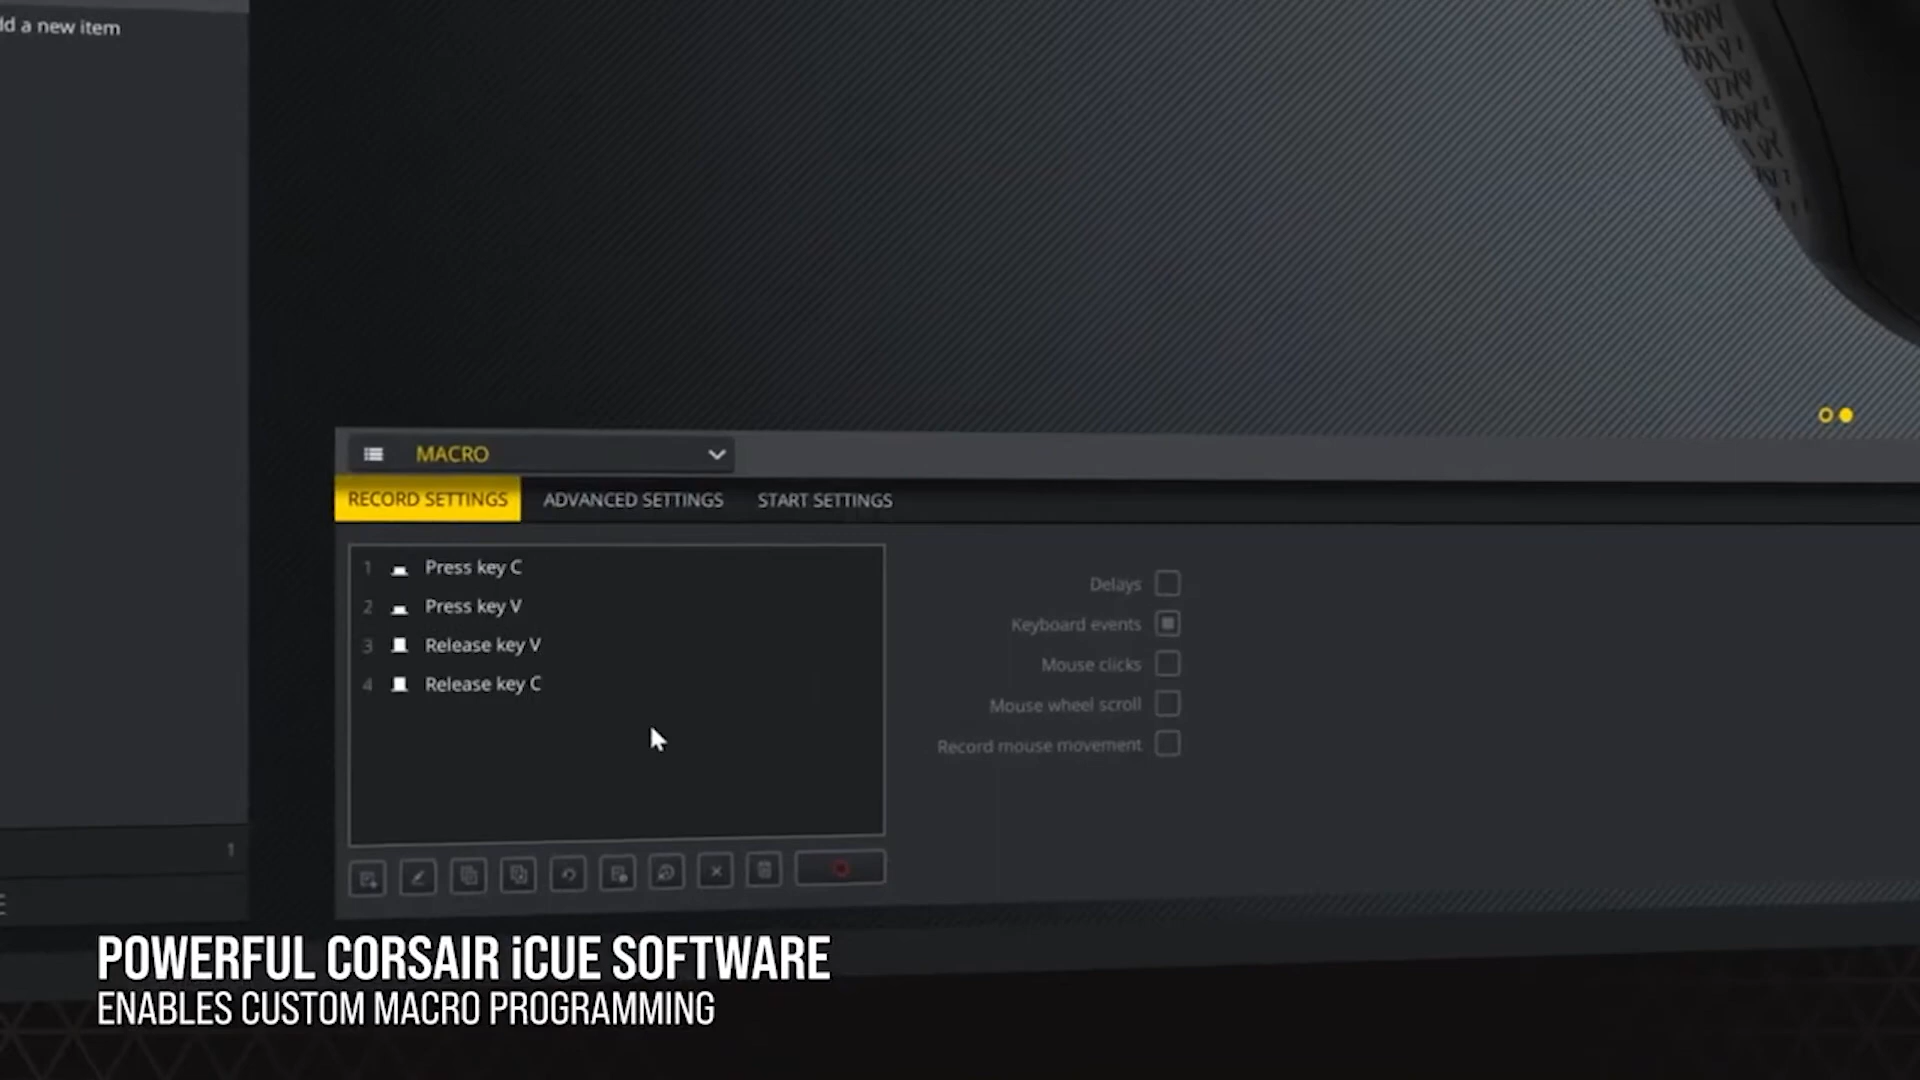 a new item
MACRO
RECORD SETTINGS
ADVANCED SETTINGS
START SETTINGS
1 Press key C
2 Press key V
3 Release key V
4 Release key C
Delays
Keyboard events
Mouse clicks
Mouse wheel scroll
Record mouse movement
1
POWERFUL CORSAIR iCUE SOFTWARE
ENABLES CUSTOM MACRO PROGRAMMING